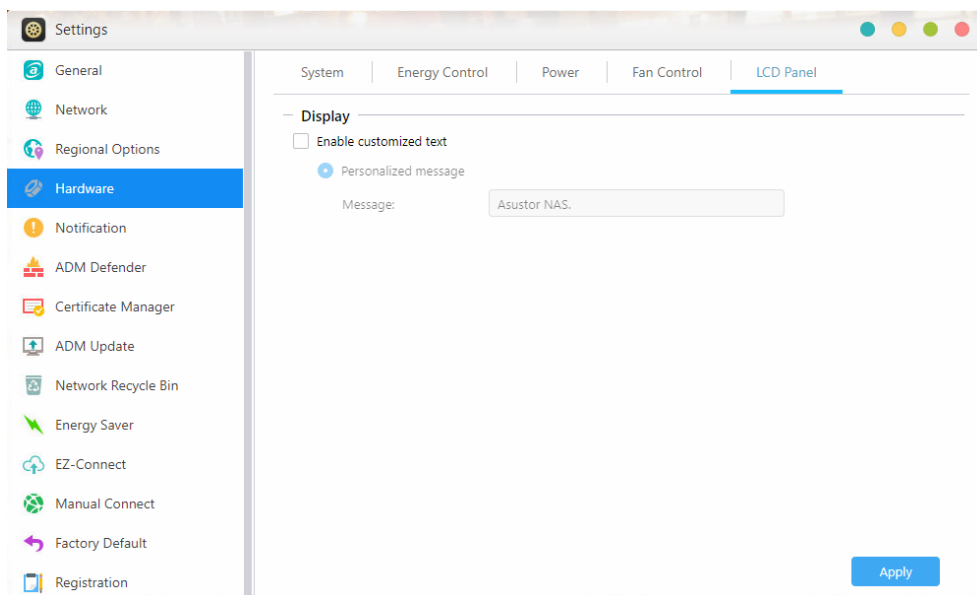 Settings
General
Network
Regional Options
Hardware
Notification
ADM Defender
Certificate Manager
ADM Update
Network Recycle Bin
Energy Saver
EZ-Connect
Manual Connect
Factory Default
Registration
System Energy Control Power Fan Control LCD Panel
Display
Enable customized text
Personalized message
Message: Asustor NAS.
Apply